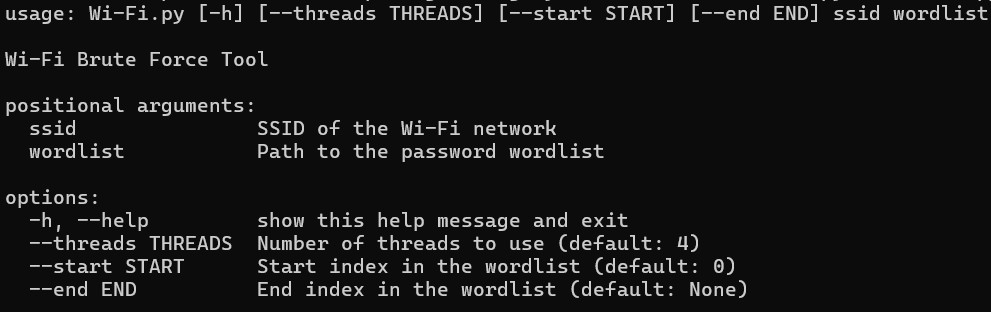 usage: Wi-Fi.py [-h] [--threads THREADS] [--start START] [--end END] ssid wordlist
Wi-Fi Brute Force Tool
positional arguments:
  ssid                 SSID of the Wi-Fi network
  wordlist             Path to the password wordlist
options:
  -h, --help           show this help message and exit
  --threads THREADS  Number of threads to use (default: 4)
  --start START      Start index in the wordlist (default: 0)
  --end END          End index in the wordlist (default: None)